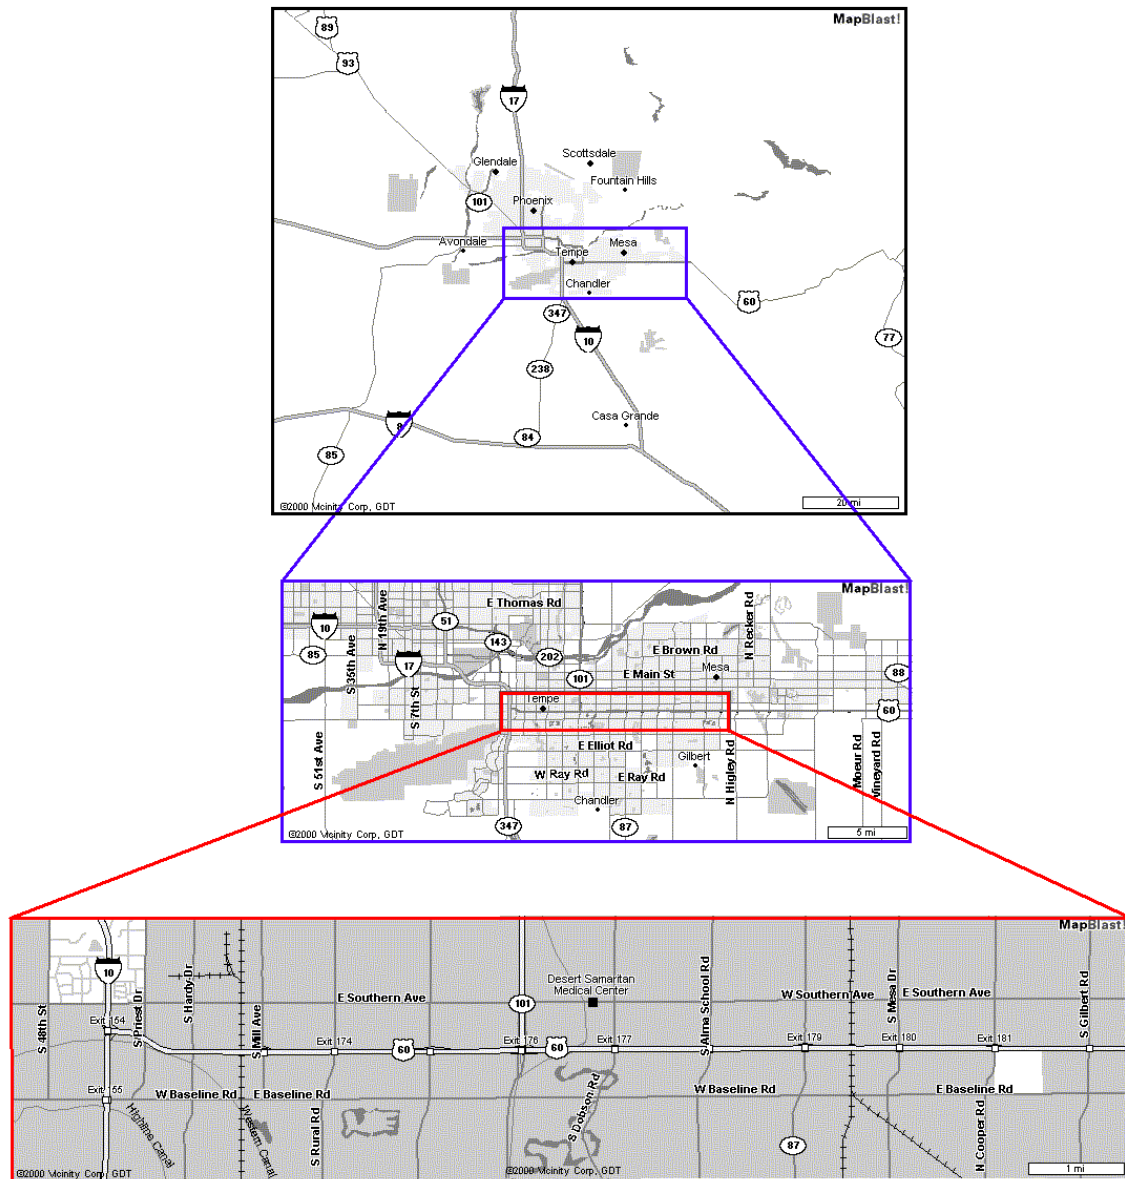 MapBlast!
89
93
17
Scottsdale
Glendale
Fountain Hills
101
Phoenix
Avondale
Mesa
Tempe
Chandler
60
347
10
77
238
Casa Grande
8
84
85
©2000 Vicinity Corp, GDT
20 mi
MapBlast!
N 19th Ave
E Thomas Rd
N Recker Rd
51
10
143
E Brown Rd
85
202
Mesa
17
S 35th Ave
E Main St
88
101
S 7th St
Tempe
60
S 51st Ave
E Elliot Rd
Gilbert
N Higley Rd
Moeur Rd
Vineyard Rd
W Ray Rd
E Ray Rd
Chandler
347
87
©2000 Vicinity Corp, GDT
5 mi
MapBlast!
10
S Hardy Dr
Desert Samaritan
Medical Center
S Alma School Rd
S Mesa Dr
S Gilbert Rd
E Southern Ave
101
W Southern Ave
E Southern Ave
S 48th St
Exit 154
S Priest Dr
S Mill Ave
Exit 174
60
Exit 176
60
Exit 177
Exit 179
Exit 180
Exit 181
Exit 155
W Baseline Rd
E Baseline Rd
W Baseline Rd
E Baseline Rd
Highline Canal
Western Canal
S Rural Rd
S Dobson Rd
87
N Cooper Rd
©2000 Vicinity Corp, GDT
©2000 Vicinity Corp, GDT
1 mi